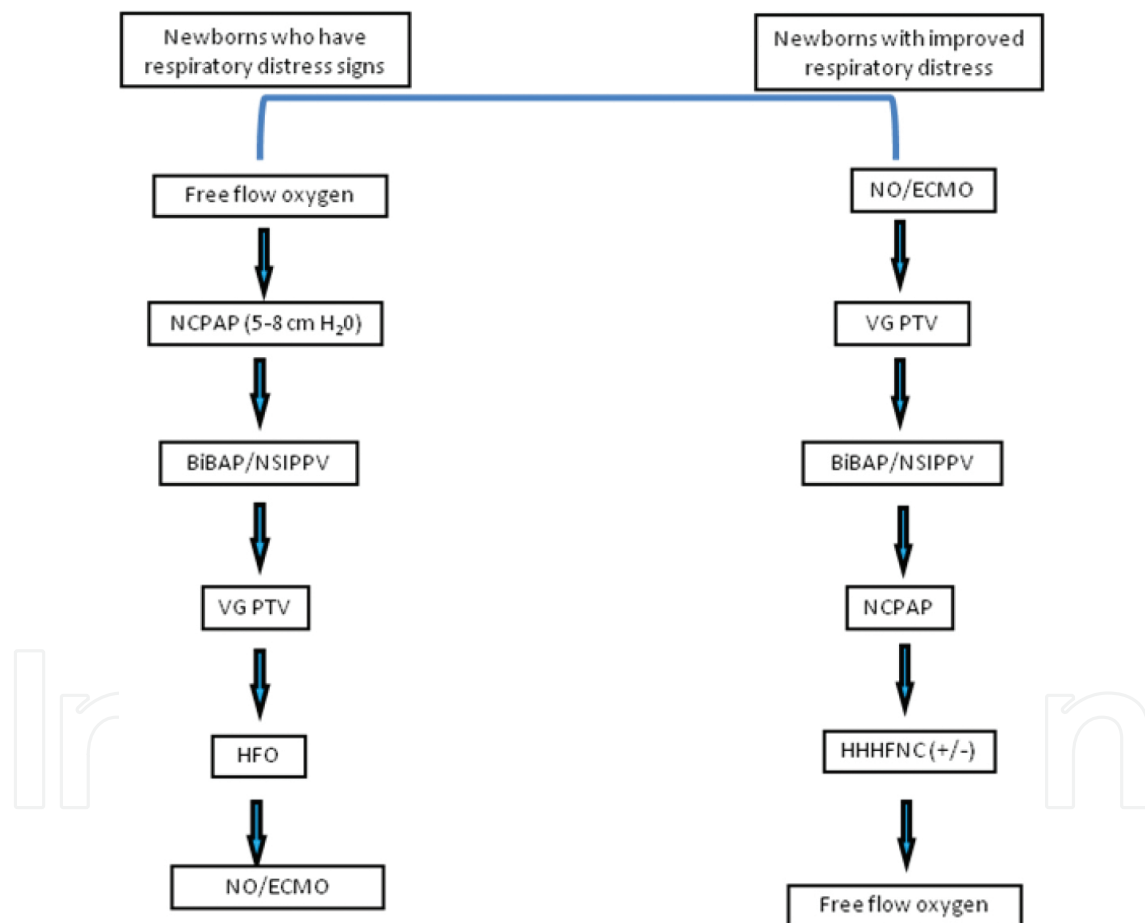 Newborns who have
respiratory distress signs
Newborns with improved
respiratory distress
Free flow oxygen
NCPAP (5-8 cm H₂0)
BiBAP/NSIPPV
VG PTV
HFO
NO/ECMO
NO/ECMO
VG PTV
BiBAP/NSIPPV
NCPAP
HHHFNC (+/-)
Free flow oxygen